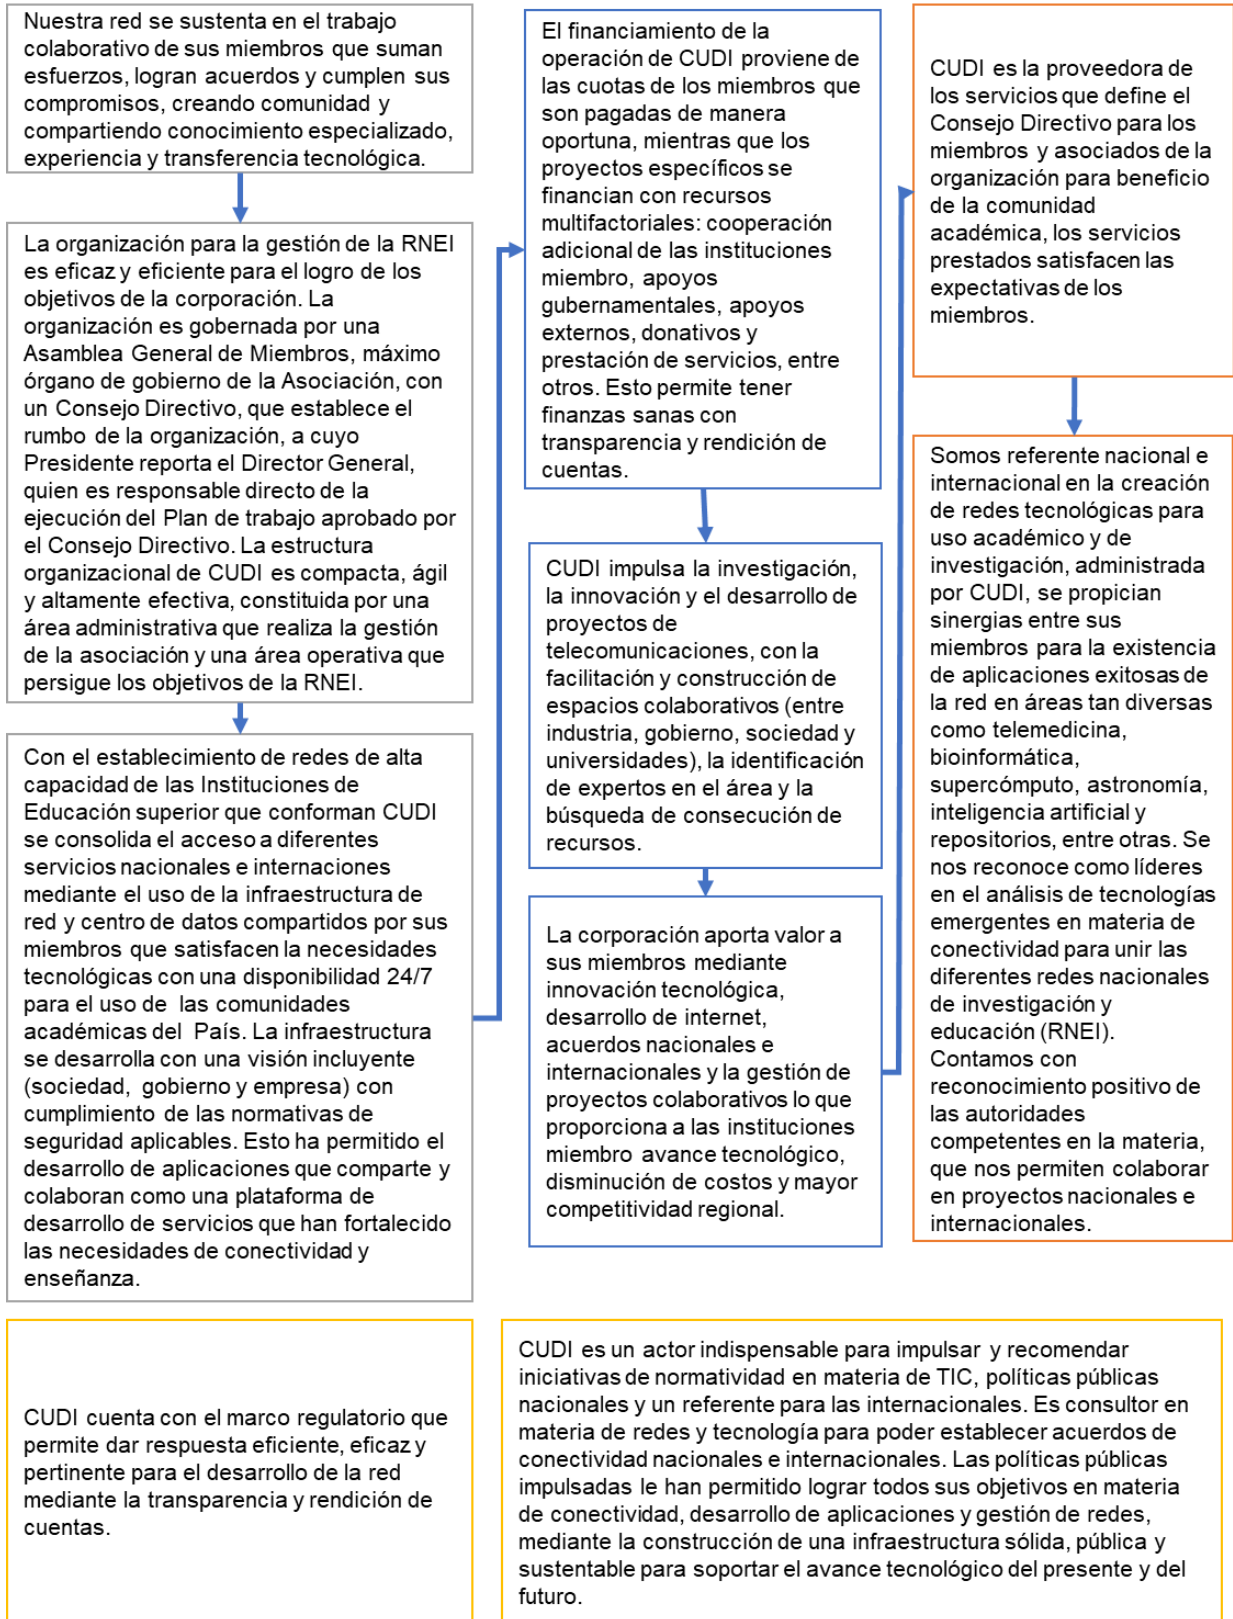 Nuestra red se sustenta en el trabajo
colaborativo de sus miembros que suman
esfuerzos, logran acuerdos y cumplen sus
compromisos, creando comunidad y
compartiendo conocimiento especializado,
experiencia y transferencia tecnológica.
La organización para la gestión de la RNEI
es eficaz y eficiente para el logro de los
objetivos de la corporación. La
organización es gobernada por una
Asamblea General de Miembros, máximo
órgano de gobierno de la Asociación, con
un Consejo Directivo, que establece el
rumbo de la organización, a cuyo
Presidente reporta el Director General,
quien es responsable directo de la
ejecución del Plan de trabajo aprobado por
el Consejo Directivo. La estructura
organizacional de CUDI es compacta, ágil
y altamente efectiva, constituida por una
área administrativa que realiza la gestión
de la asociación y una área operativa que
persigue los objetivos de la RNEI.
Con el establecimiento de redes de alta
capacidad de las Instituciones de
Educación superior que conforman CUDI
se consolida el acceso a diferentes
servicios nacionales e internaciones
mediante el uso de la infraestructura de
red y centro de datos compartidos por sus
miembros que satisfacen la necesidades
tecnológicas con una disponibilidad 24/7
para el uso de las comunidades
académicas del País. La infraestructura
se desarrolla con una visión incluyente
(sociedad, gobierno y empresa) con
cumplimiento de las normativas de
seguridad aplicables. Esto ha permitido el
desarrollo de aplicaciones que comparte y
colaboran como una plataforma de
desarrollo de servicios que han fortalecido
las necesidades de conectividad y
enseñanza.
El financiamiento de la
operación de CUDI proviene de
las cuotas de los miembros que
son pagadas de manera
oportuna, mientras que los
proyectos específicos se
financian con recursos
multifactoriales: cooperación
adicional de las instituciones
miembro, apoyos
gubernamentales, apoyos
externos, donativos y
prestación de servicios, entre
otros. Esto permite tener
finanzas sanas con
transparencia y rendición de
cuentas.
CUDI impulsa la investigación,
la innovación y el desarrollo de
proyectos de
telecomunicaciones, con la
facilitación y construcción de
espacios colaborativos (entre
industria, gobierno, sociedad y
universidades), la identificación
de expertos en el área y la
búsqueda de consecución de
recursos.
La corporación aporta valor a
sus miembros mediante
innovación tecnológica,
desarrollo de internet,
acuerdos nacionales e
internacionales y la gestión de
proyectos colaborativos lo que
proporciona a las instituciones
miembro avance tecnológico,
disminución de costos y mayor
competitividad regional.
CUDI es la proveedora de
los servicios que define el
Consejo Directivo para los
miembros y asociados de la
organización para beneficio
de la comunidad
académica, los servicios
prestados satisfacen las
expectativas de los
miembros.
Somos referente nacional e
internacional en la creación
de redes tecnológicas para
uso académico y de
investigación, administrada
por CUDI, se propician
sinergias entre sus
miembros para la existencia
de aplicaciones exitosas de
la red en áreas tan diversas
como telemedicina,
bioinformática,
supercómputo, astronomía,
inteligencia artificial y
repositorios, entre otras. Se
nos reconoce como líderes
en el análisis de tecnologías
emergentes en materia de
conectividad para unir las
diferentes redes nacionales
de investigación y
educación (RNEI).
Contamos con
reconocimiento positivo de
las autoridades
competentes en la materia,
que nos permiten colaborar
en proyectos nacionales e
internacionales.
CUDI cuenta con el marco regulatorio que
permite dar respuesta eficiente, eficaz y
pertinente para el desarrollo de la red
mediante la transparencia y rendición de
cuentas.
CUDI es un actor indispensable para impulsar y recomendar
iniciativas de normatividad en materia de TIC, políticas públicas
nacionales y un referente para las internacionales. Es consultor en
materia de redes y tecnología para poder establecer acuerdos de
conectividad nacionales e internacionales. Las políticas públicas
impulsadas le han permitido lograr todos sus objetivos en materia
de conectividad, desarrollo de aplicaciones y gestión de redes,
mediante la construcción de una infraestructura sólida, pública y
sustentable para soportar el avance tecnológico del presente y del
futuro.